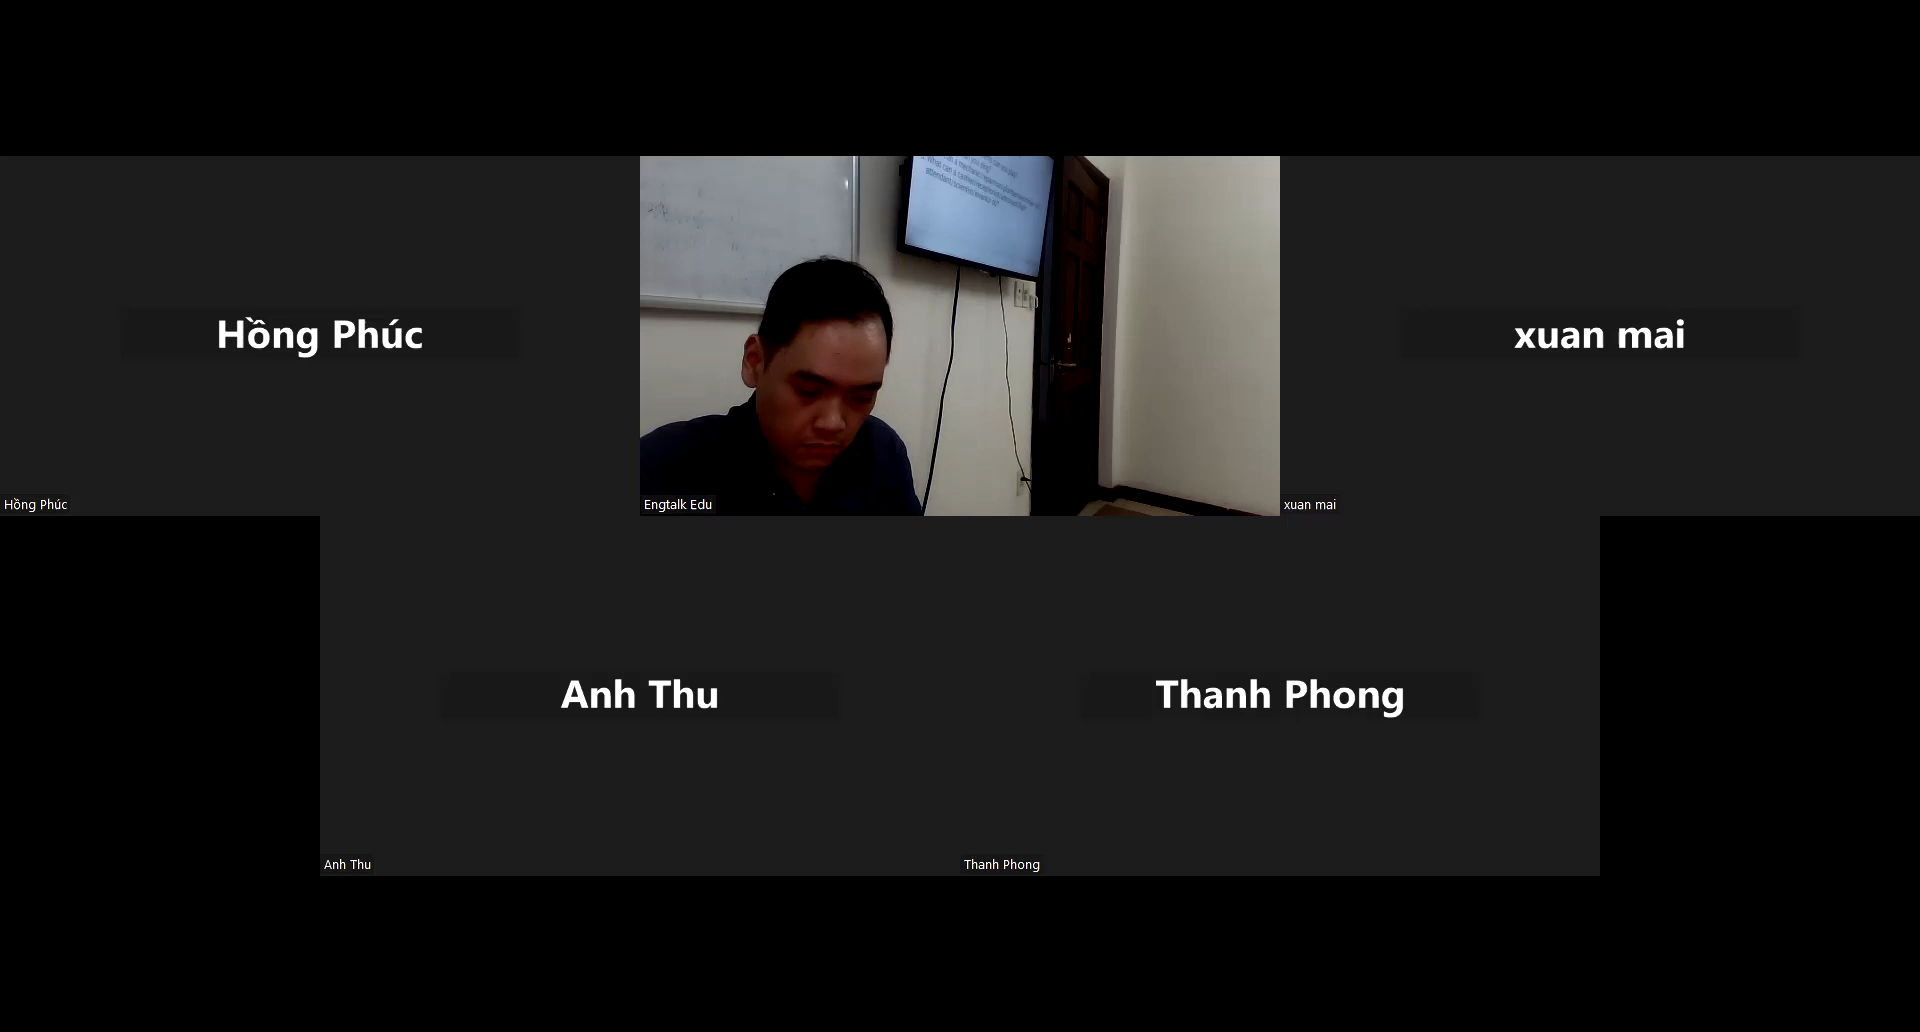 Hồng Phúc
xuan mai
Hồng Phúc
Engtalk Edu
xuan mai
Anh Thu
Thanh Phong
Anh Thu
Thanh Phong